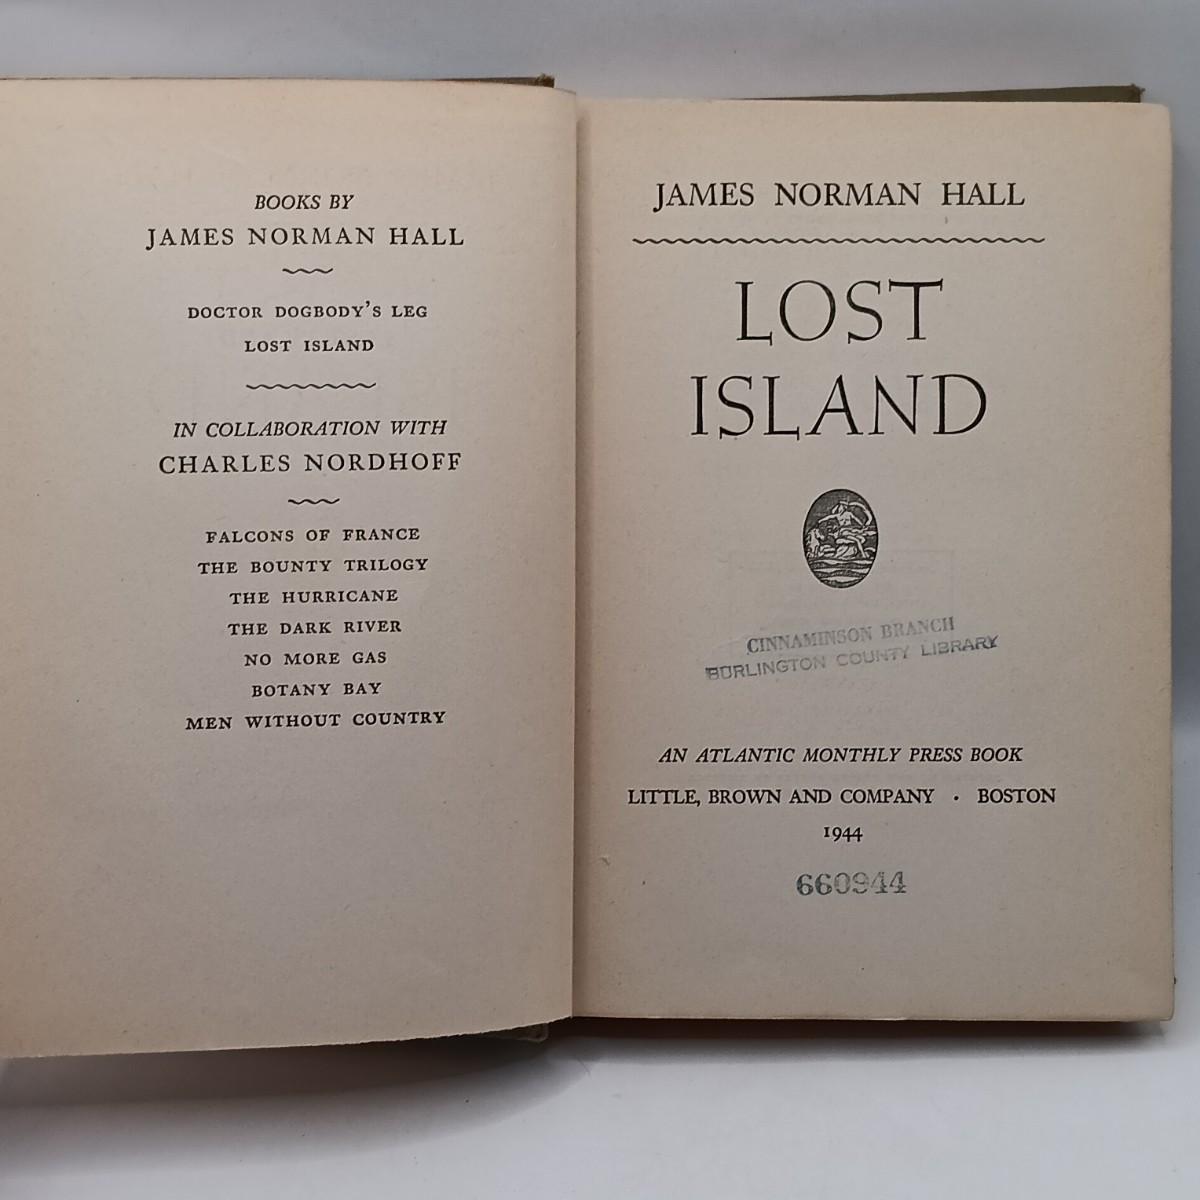 BOOKS BY
JAMES NORMAN HALL
DOCTOR DOGBODY'S LEG
LOST ISLAND
IN COLLABORATION WITH
CHARLES NORDHOFF
FALCONS OF FRANCE
THE BOUNTY TRILOGY
THE HURRICANE
THE DARK RIVER
NO MORE GAS
BOTANY BAY
MEN WITHOUT COUNTRY
JAMES NORMAN HALL
LOST
ISLAND
CINNAMINSON BRANCH
BURLINGTON COUNTY LIBRARY
AN ATLANTIC MONTHLY PRESS BOOK
LITTLE, BROWN AND COMPANY · BOSTON
1944
660944